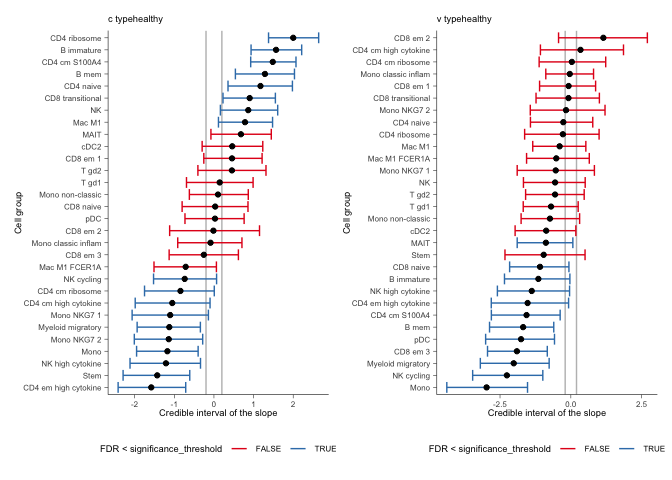 c typehealthy
Cell group
CD4 ribosome
B immature
CD4 cm S100A4
B mem
CD4 naive
CD8 transitional
NK
Mac M1
MAIT
cDC2
CD8 em 1
T gd2
T gd1
Mono non-classic
CD8 naive
pDC
CD8 em 2
Mono classic inflam
CD8 em 3
Mac M1 FCER1A
NK cycling
CD4 cm ribosome
CD4 cm high cytokine
Mono NKG7 1
Myeloid migratory
Mono NKG7 2
Mono
NK high cytokine
Stem
CD4 em high cytokine
-2 -1 0 1 2
Credible interval of the slope
FDR < significance_threshold FALSE TRUE
v typehealthy
Cell group
CD8 em 2
CD4 cm high cytokine
CD4 cm ribosome
Mono classic inflam
CD8 em 1
CD8 transitional
Mono NKG7 2
CD4 naive
CD4 ribosome
Mac M1
Mac M1 FCER1A
Mono NKG7 1
NK
T gd2
T gd1
Mono non-classic
cDC2
MAIT
Stem
CD8 naive
B immature
NK high cytokine
CD4 em high cytokine
CD4 cm S100A4
B mem
pDC
CD8 em 3
Myeloid migratory
NK cycling
Mono
-2.5 0.0 2.5
Credible interval of the slope
FDR < significance_threshold FALSE TRUE